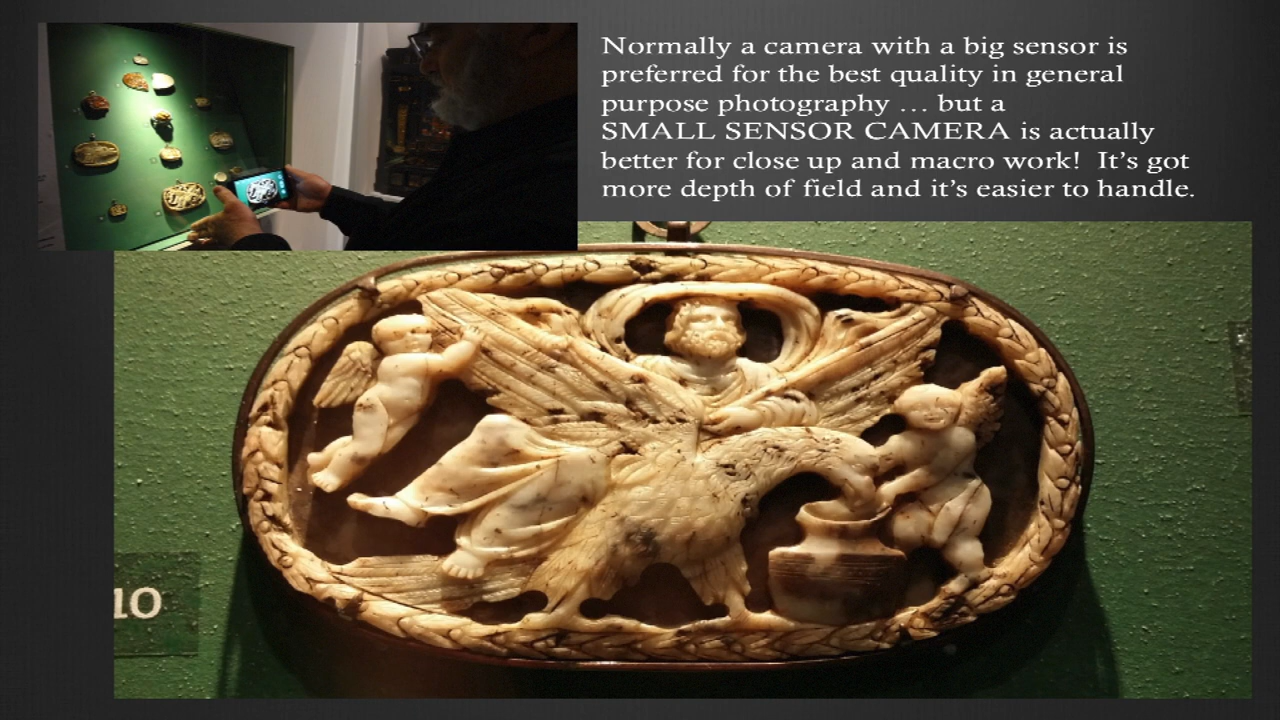 Normally a camera with a big sensor is
preferred for the best quality in general
purpose photography … but a
SMALL SENSOR CAMERA is actually
better for close up and macro work!  It’s got
more depth of field and it’s easier to handle.
10